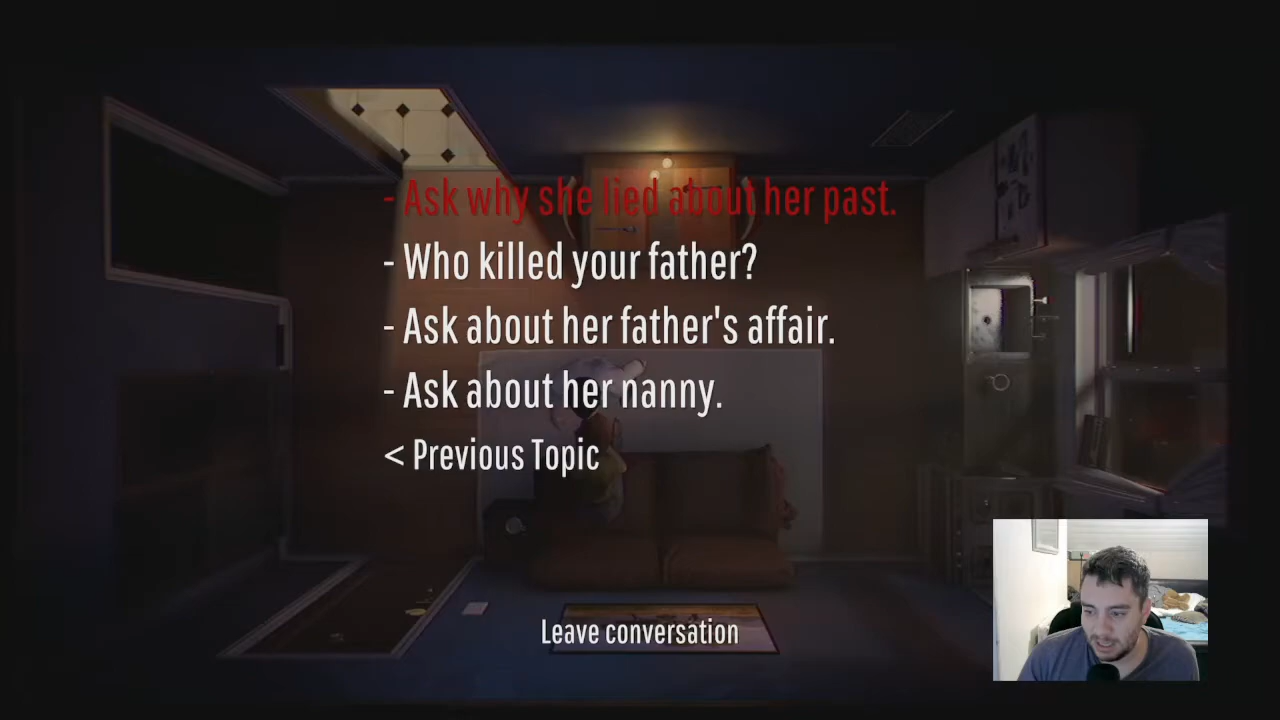 - Ask why she lied about her past.
- Who killed your father?
- Ask about her father's affair.
- Ask about her nanny.
< Previous Topic
Leave conversation